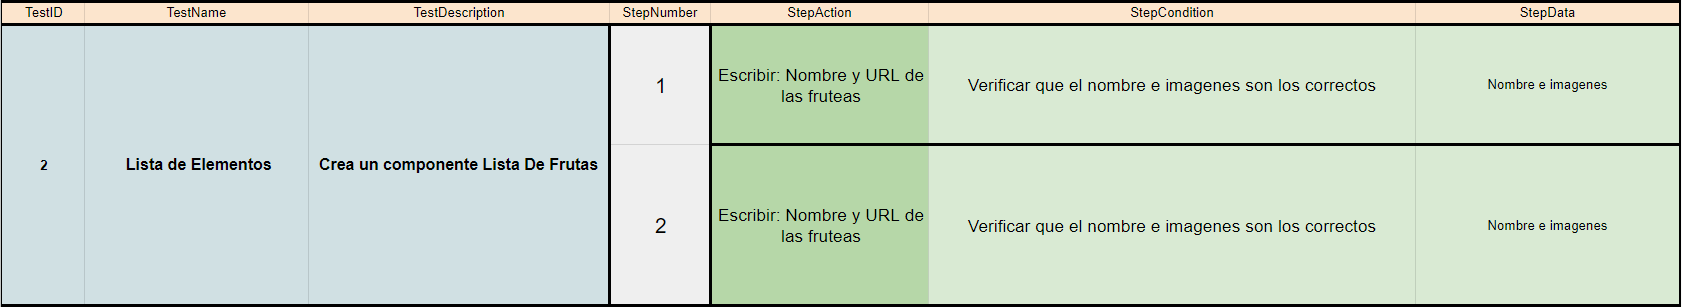 TestID TestName TestDescription StepNumber StepAction StepCondition StepData
2 Lista de Elementos Crea un componente Lista De Frutas
1 Escribir: Nombre y URL de
las fruteas
Verificar que el nombre e imagenes son los correctos Nombre e imagenes
2 Escribir: Nombre y URL de
las fruteas
Verificar que el nombre e imagenes son los correctos Nombre e imagenes